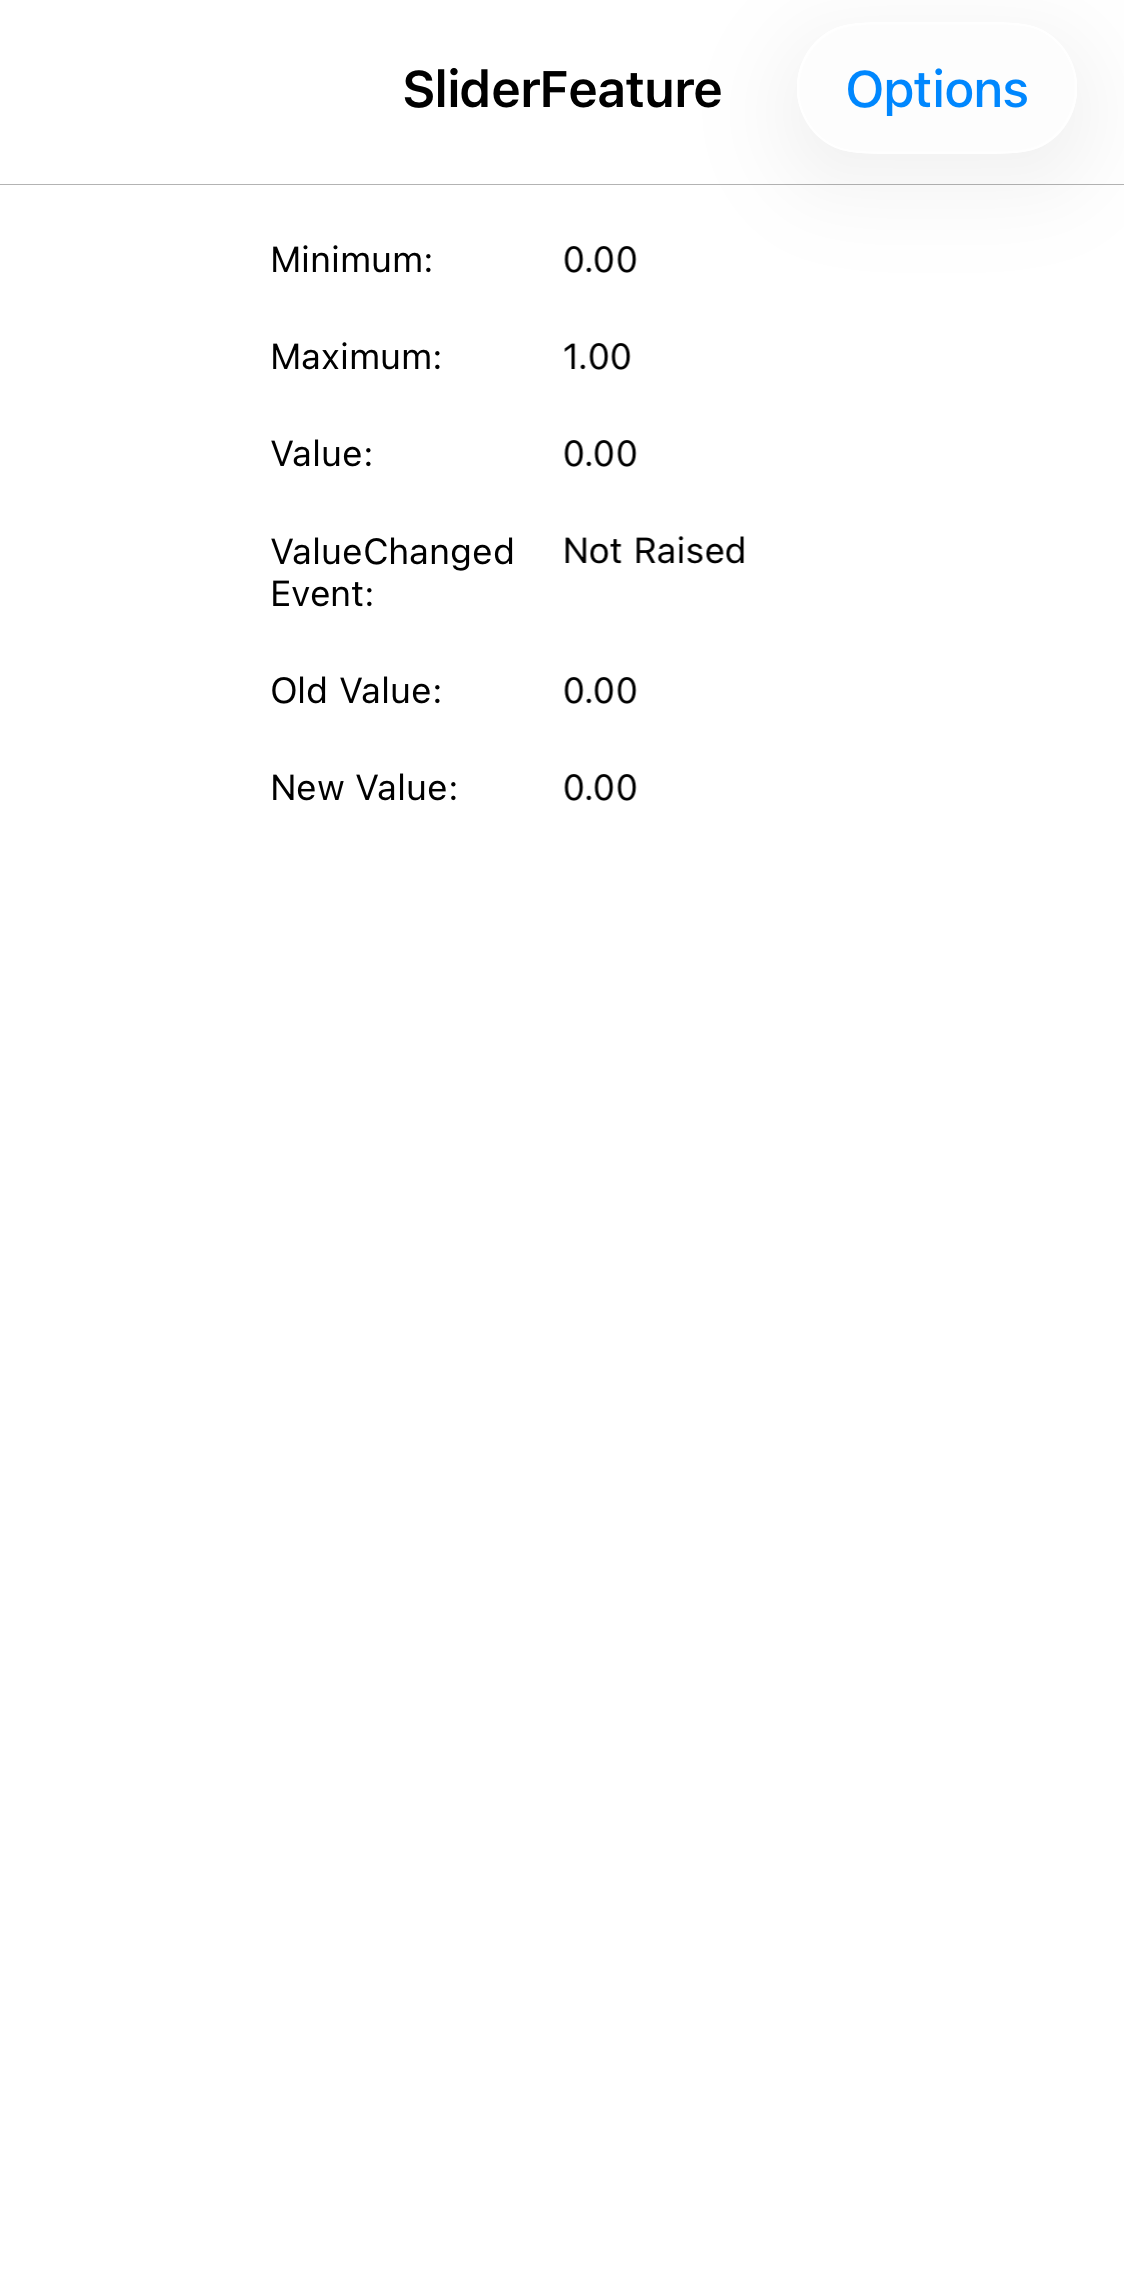 SliderFeature Options
Minimum: 0.00
Maximum: 1.00
Value: 0.00
ValueChanged Not Raised
Event:
Old Value: 0.00
New Value: 0.00